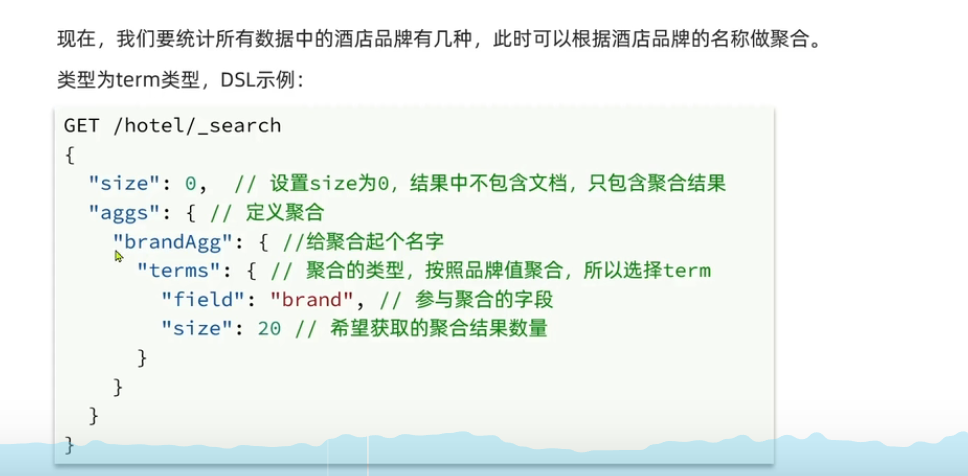 现在，我们要统计所有数据中的酒店品牌有几种，此时可以根据酒店品牌的名称做聚合。
类型为term类型，DSL示例：
GET /hotel/_search
{
  "size": 0,  // 设置size为0，结果中不包含文档，只包含聚合结果
  "aggs": { // 定义聚合
    "brandAgg": { //给聚合起个名字
      "terms": { // 聚合的类型，按照品牌值聚合，所以选择term
        "field": "brand", // 参与聚合的字段
        "size": 20 // 希望获取的聚合结果数量
      }
    }
  }
}